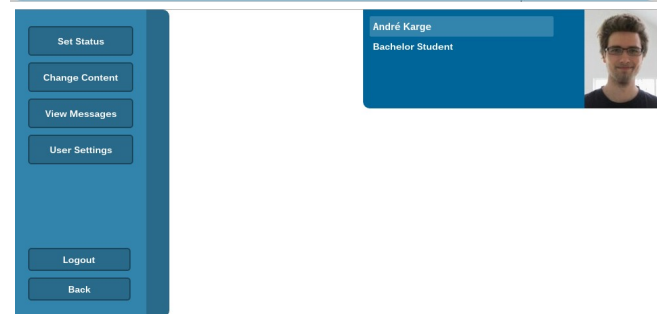 Set Status
Change Content
View Messages
User Settings
Logout
Back
André Karge
Bachelor Student